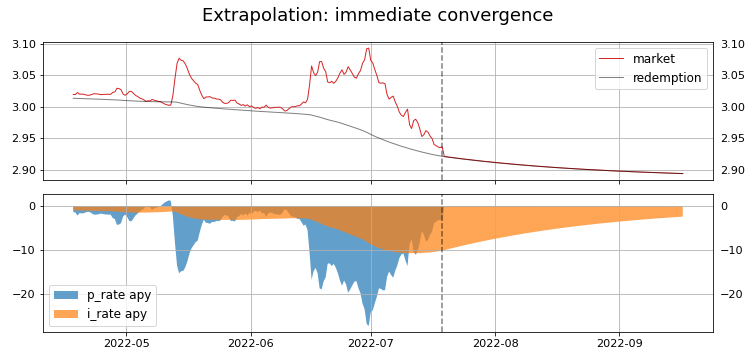 Extrapolation: immediate convergence
3.10 3.10
market
redemption
3.05 3.05
3.00 3.00
2.95 2.95
2.90 2.90
0 0
−10 −10
−20 −20
p_rate apy
i_rate apy
2022-05 2022-06 2022-07 2022-08 2022-09